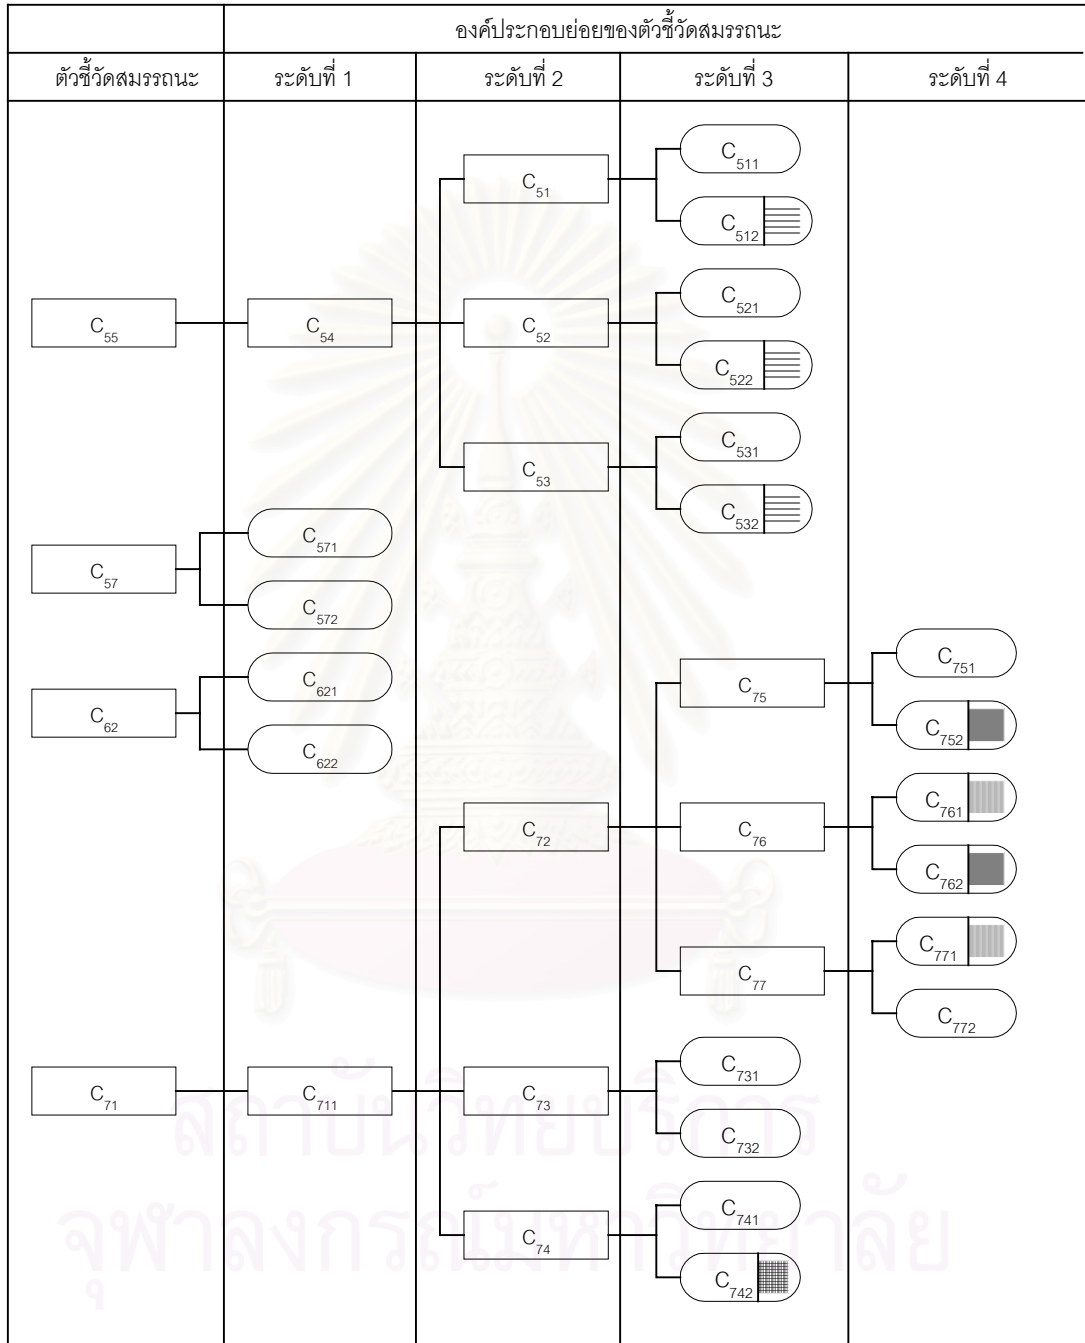 องค์ประกอบย่อยของตัวชี้วัดสมรรถนะ
ตัวชี้วัดสมรรถนะ ระดับที่ 1 ระดับที่ 2 ระดับที่ 3 ระดับที่ 4
C511
C51
C512
C521
C55 C54 C52
C522
C531
C53
C532
C571
C57
C572
C621
C62
C622
C751
C75
C752
C761
C72 C76
C762
C771
C77
C772
C731
C71 C711 C73
C732
C741
C74
C742
สถาบันวิทยบริการ
จุฬาลงกรณ์มหาวิทยาลัย